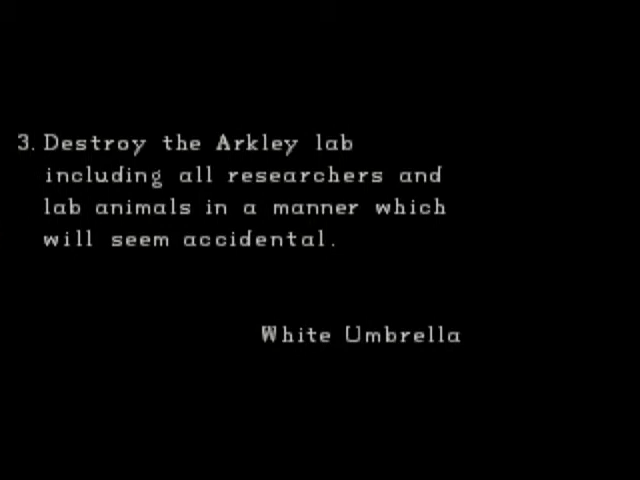 3. Destroy the Arkley lab
including all researchers and
lab animals in a manner which
will seem accidental.
White Umbrella